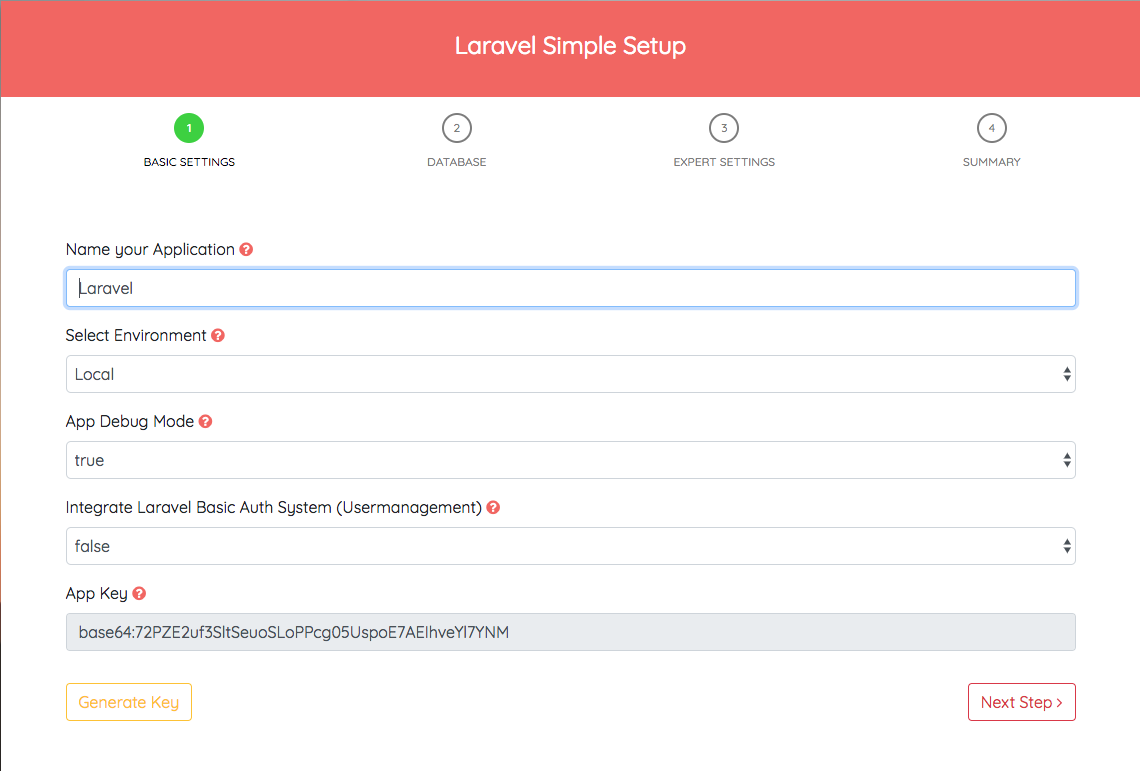 Laravel Simple Setup
1 2 3 4
BASIC SETTINGS DATABASE EXPERT SETTINGS SUMMARY
Name your Application ?
Laravel
Select Environment ?
Local
App Debug Mode ?
true
Integrate Laravel Basic Auth System (Usermanagement) ?
false
App Key ?
base64:72PZE2uf3SltSeuoSLoPPcg05UspoE7AEIhveYl7YNM
Generate Key Next Step >